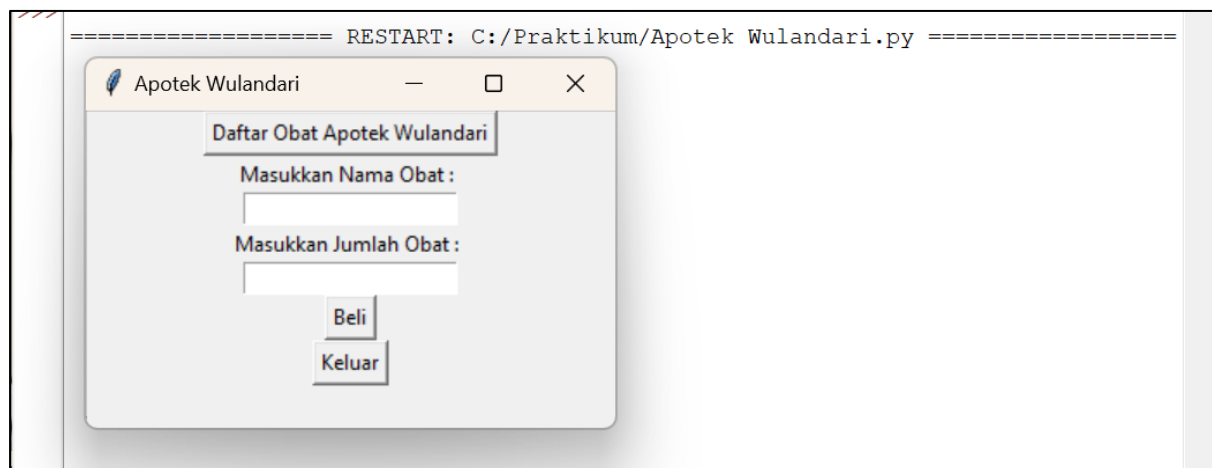 >>>
=================== RESTART: C:/Praktikum/Apotek Wulandari.py ==================
Apotek Wulandari
Daftar Obat Apotek Wulandari
Masukkan Nama Obat :
Masukkan Jumlah Obat :
Beli
Keluar